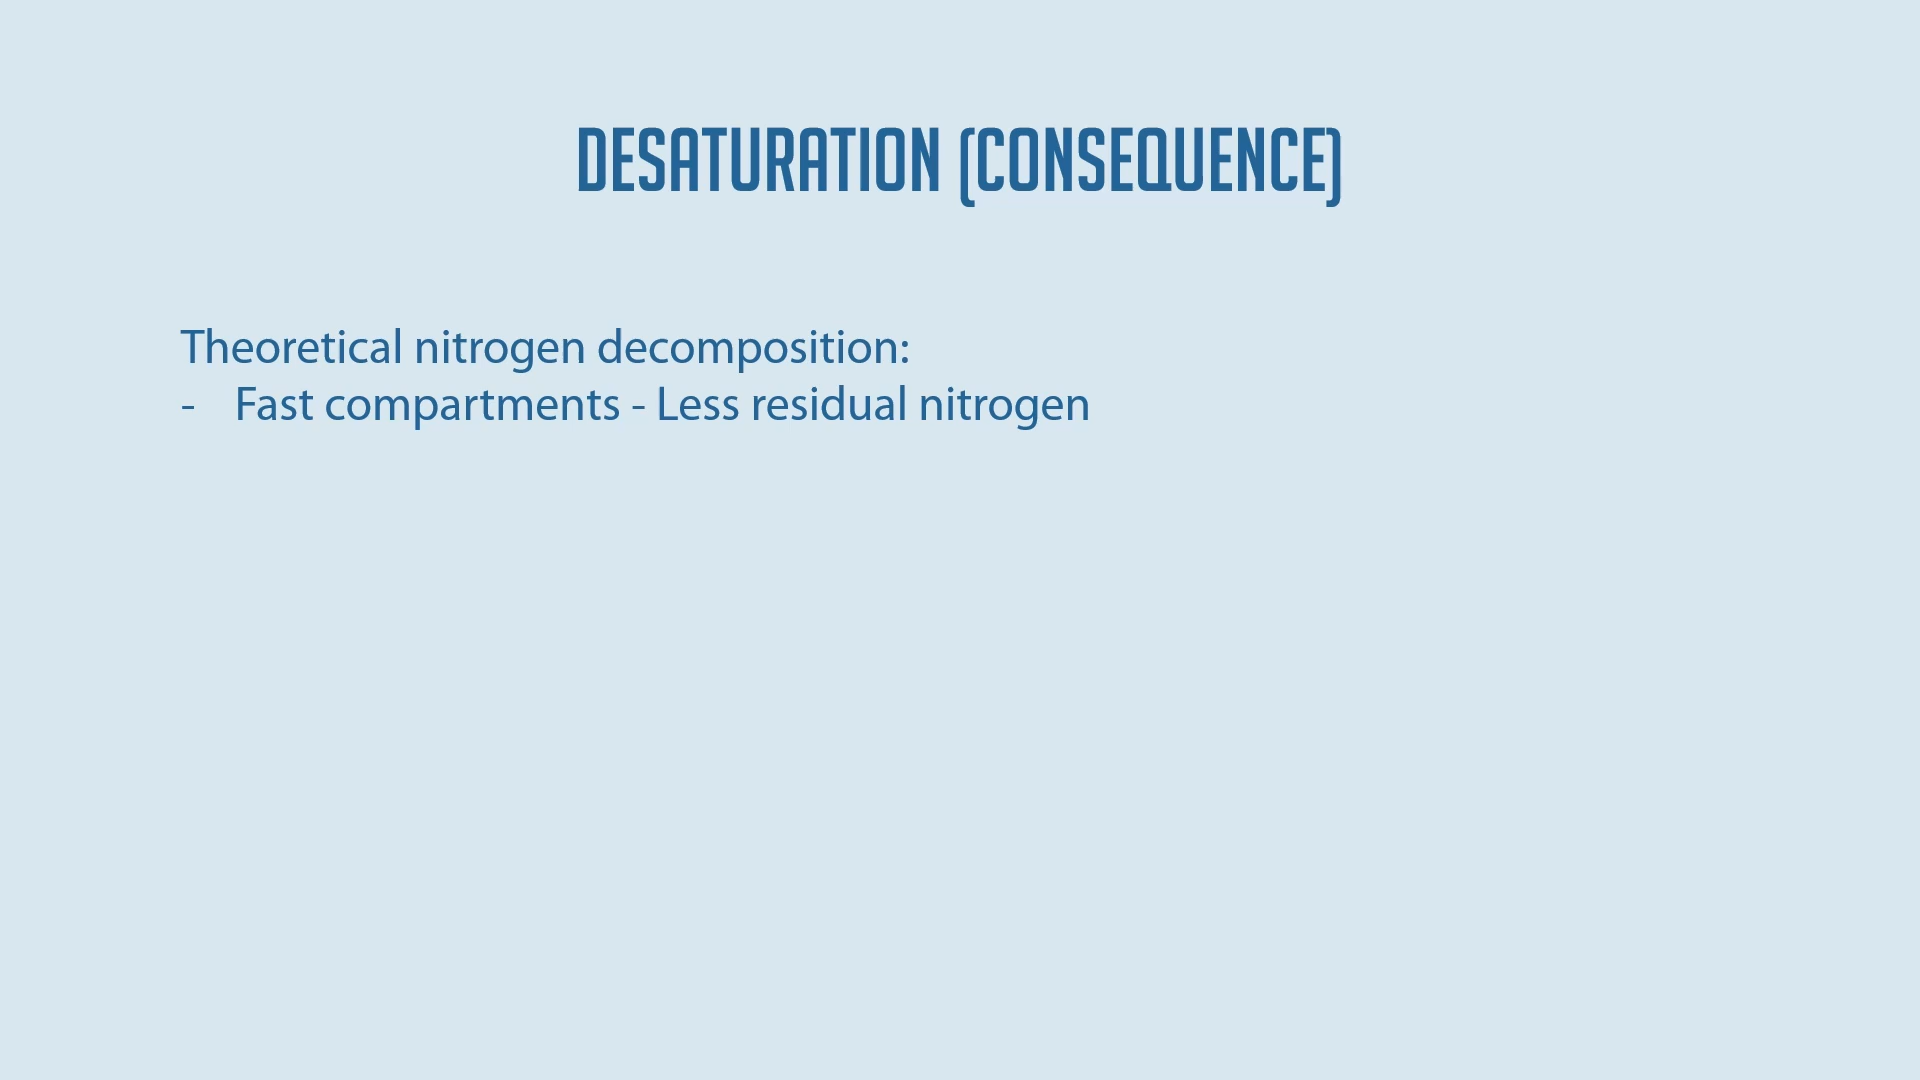 DESATURATION (CONSEQUENCE)
Theoretical nitrogen decomposition:
- Fast compartments - Less residual nitrogen